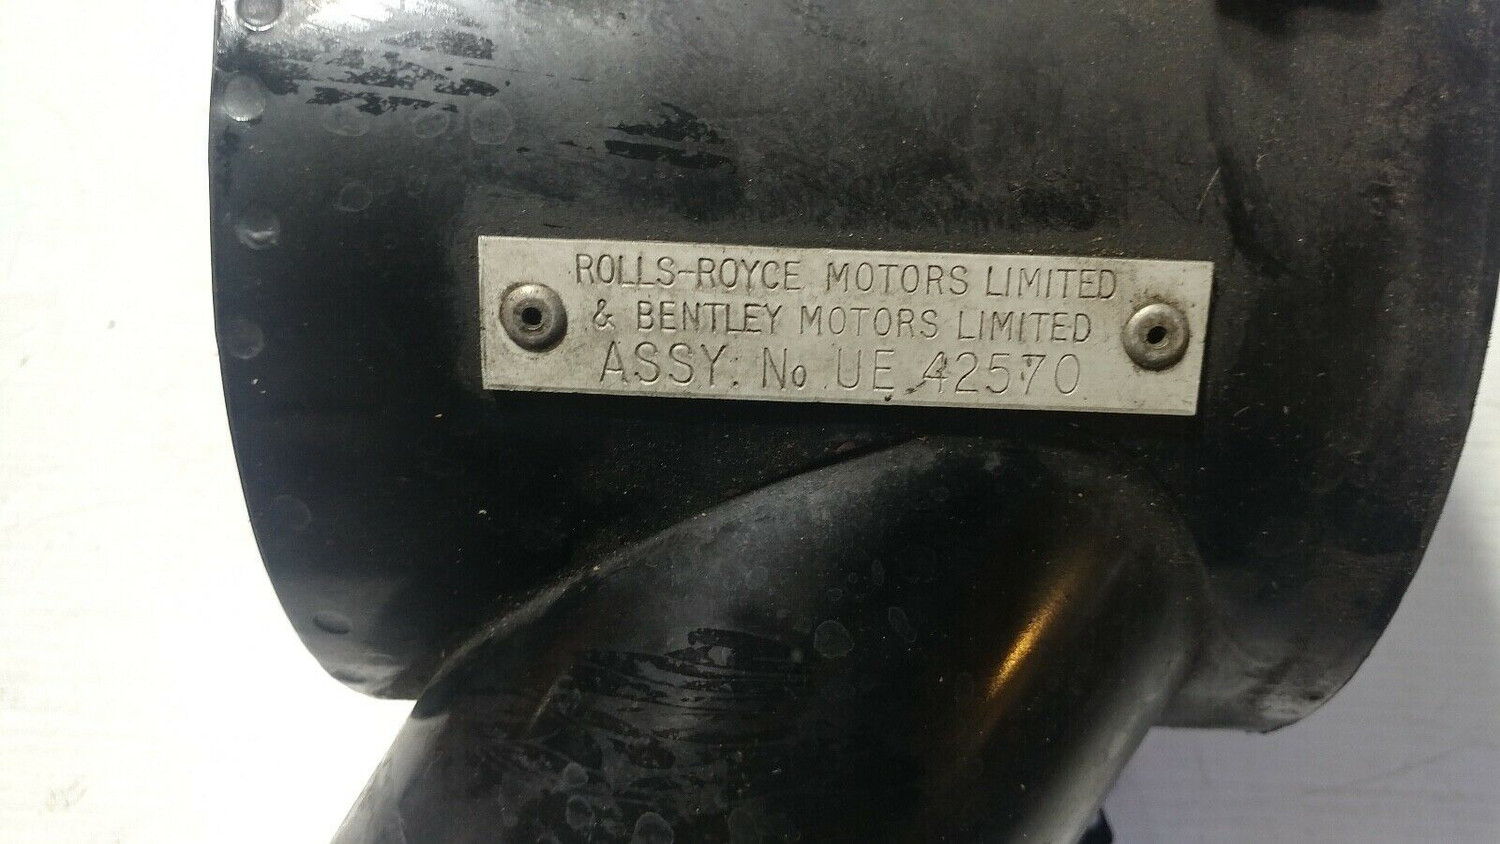 ROLLS-ROYCE MOTORS LIMITED
& BENTLEY MOTORS LIMITED
ASSY. No UE 42570